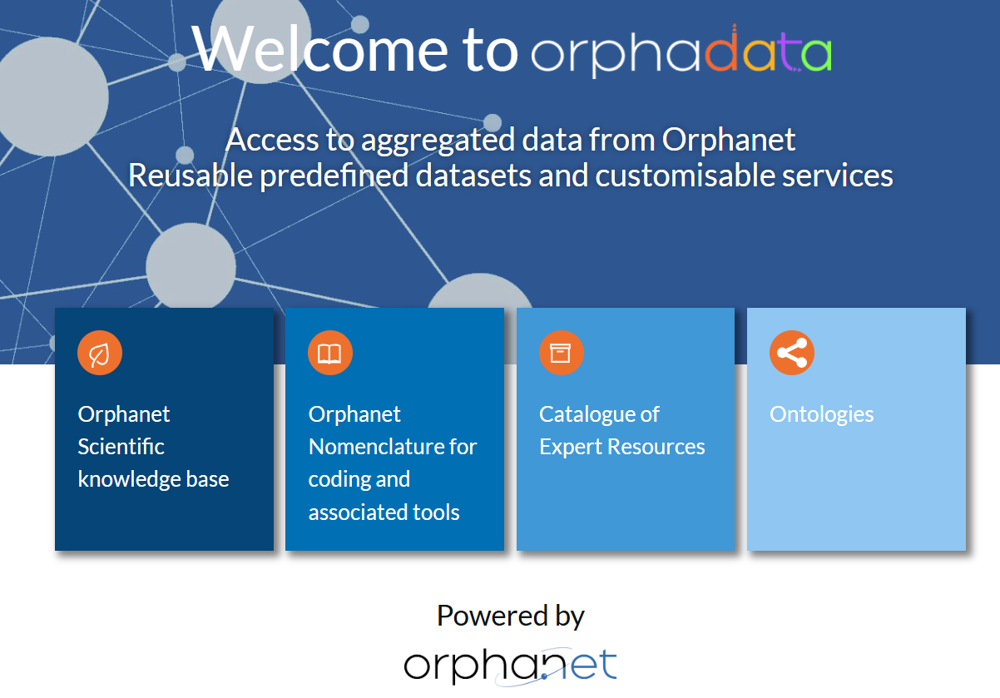 Welcome to orphadata
Access to aggregated data from Orphanet
Reusable predefined datasets and customisable services
Orphanet
Scientific
knowledge base
Orphanet
Nomenclature for
coding and
associated tools
Catalogue of
Expert Resources
Ontologies
Powered by
orphanet